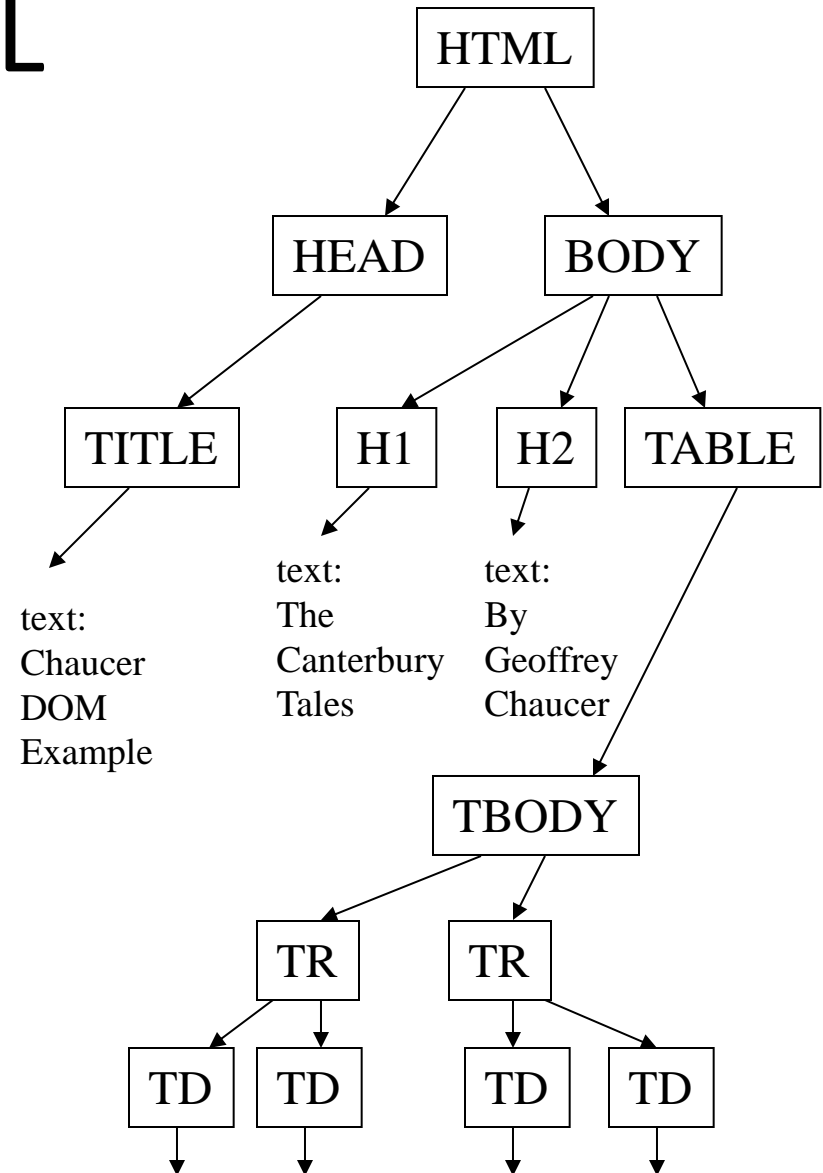 L
HTML
HEAD BODY
TITLE H1 H2 TABLE
text:
Chaucer
DOM
Example
text:
The
Canterbury
Tales
text:
By
Geoffrey
Chaucer
TBODY
TR TR
TD TD TD TD